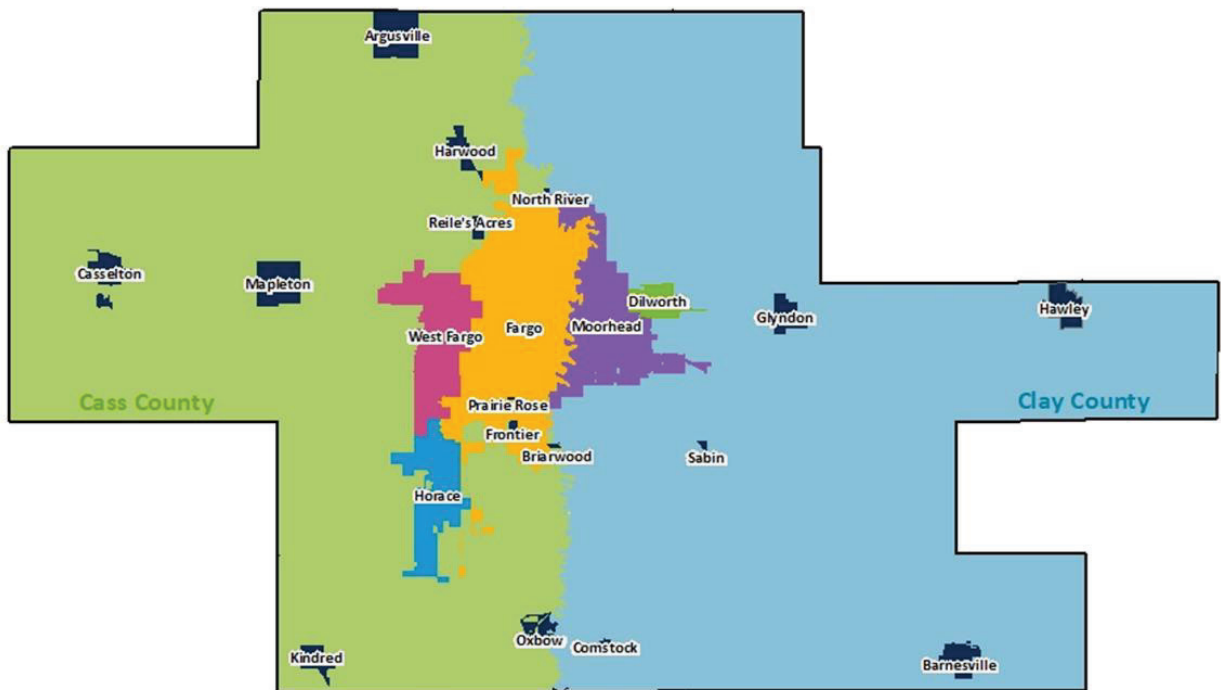 Argusville
Harwood
North River
Reile's Acres
Casselton
Mapleton
Dilworth
Hawley
Glyndon
West Fargo
Fargo
Moorhead
Cass County
Prairie Rose
Clay County
Frontier
Briarwood
Sabin
Horace
Oxbow
Comstock
Kindred
Barnesville